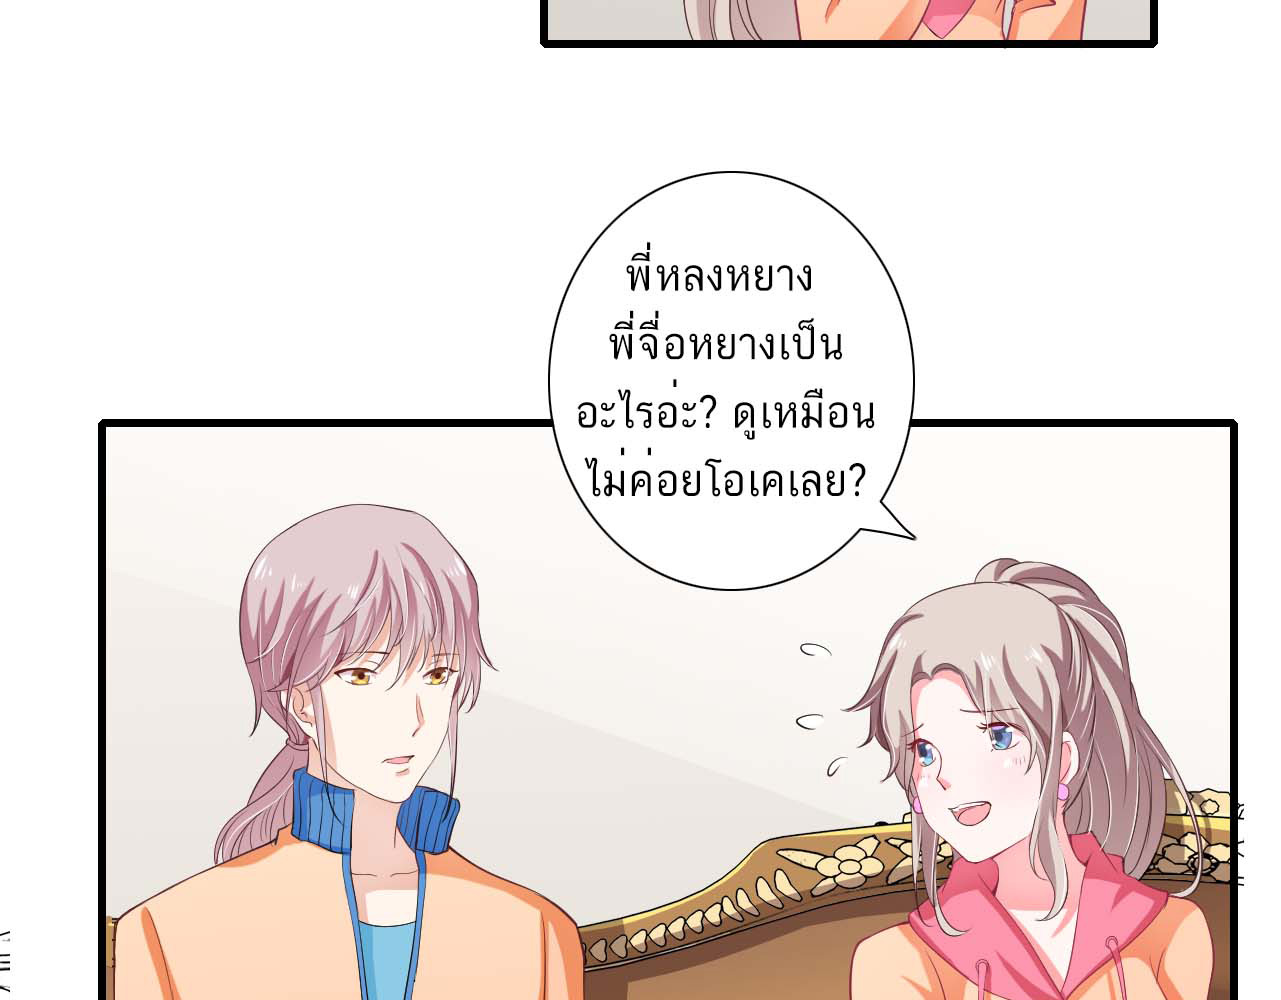 พี่หลงหยาง
พี่จื่อหยางเป็น
อะไรอ่ะ? ดูเหมือน
ไม่ค่อยโอเคเลย?